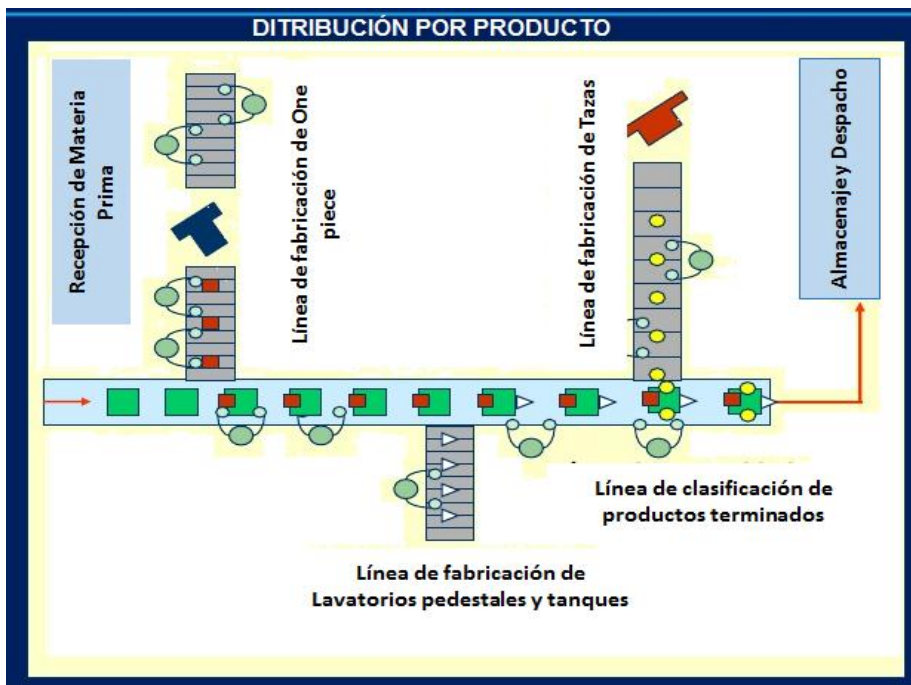 DITRIBUCIÓN POR PRODUCTO
Recepción de Materia
Prima
Línea de fabricación de One
piece
Línea de fabricación de Tazas
Almacenaje y Despacho
Línea de clasificación de
productos terminados
Línea de fabricación de
Lavatorios pedestales y tanques